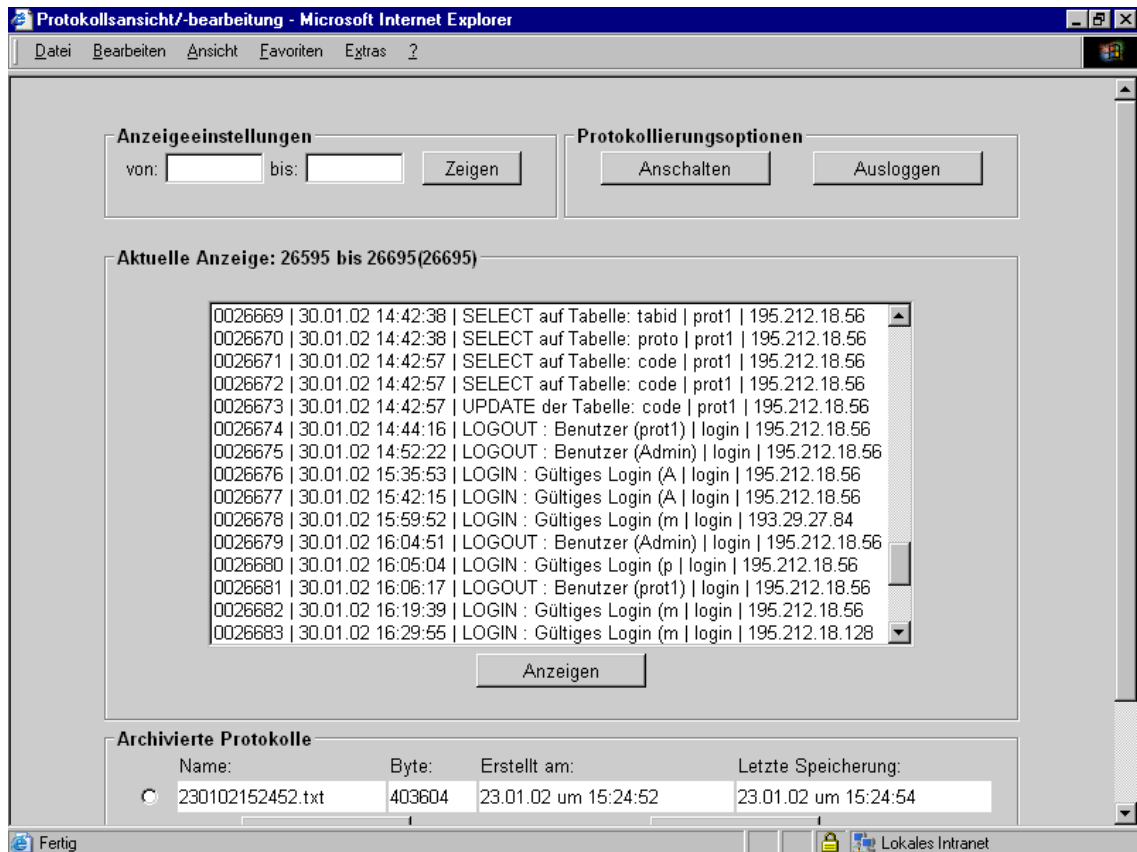 Protokollsansicht/-bearbeitung - Microsoft Internet Explorer
Datei Bearbeiten Ansicht Favoriten Extras ?
Anzeigeeinstellungen Protokollierungsoptionen
von: bis: Zeigen Anschalten Ausloggen
Aktuelle Anzeige: 26595 bis 26695(26695)
0026669 | 30.01.02 14:42:38 | SELECT auf Tabelle: tabid | prot1 | 195.212.18.56
0026670 | 30.01.02 14:42:38 | SELECT auf Tabelle: proto | prot1 | 195.212.18.56
0026671 | 30.01.02 14:42:57 | SELECT auf Tabelle: code | prot1 | 195.212.18.56
0026672 | 30.01.02 14:42:57 | SELECT auf Tabelle: code | prot1 | 195.212.18.56
0026673 | 30.01.02 14:42:57 | UPDATE der Tabelle: code | prot1 | 195.212.18.56
0026674 | 30.01.02 14:44:16 | LOGOUT : Benutzer (prot1) | login | 195.212.18.56
0026675 | 30.01.02 14:52:22 | LOGOUT : Benutzer (Admin) | login | 195.212.18.56
0026676 | 30.01.02 15:35:53 | LOGIN : Gültiges Login (A | login | 195.212.18.56
0026677 | 30.01.02 15:42:15 | LOGIN : Gültiges Login (A | login | 195.212.18.56
0026678 | 30.01.02 15:59:52 | LOGIN : Gültiges Login (m | login | 193.29.27.84
0026679 | 30.01.02 16:04:51 | LOGOUT : Benutzer (Admin) | login | 195.212.18.56
0026680 | 30.01.02 16:05:04 | LOGIN : Gültiges Login (p | login | 195.212.18.56
0026681 | 30.01.02 16:06:17 | LOGOUT : Benutzer (prot1) | login | 195.212.18.56
0026682 | 30.01.02 16:19:39 | LOGIN : Gültiges Login (m | login | 195.212.18.56
0026683 | 30.01.02 16:29:55 | LOGIN : Gültiges Login (m | login | 195.212.18.128
Anzeigen
Archivierte Protokolle
Name: Byte: Erstellt am: Letzte Speicherung:
230102152452.txt 403604 23.01.02 um 15:24:52 23.01.02 um 15:24:54
Fertig Lokales Intranet